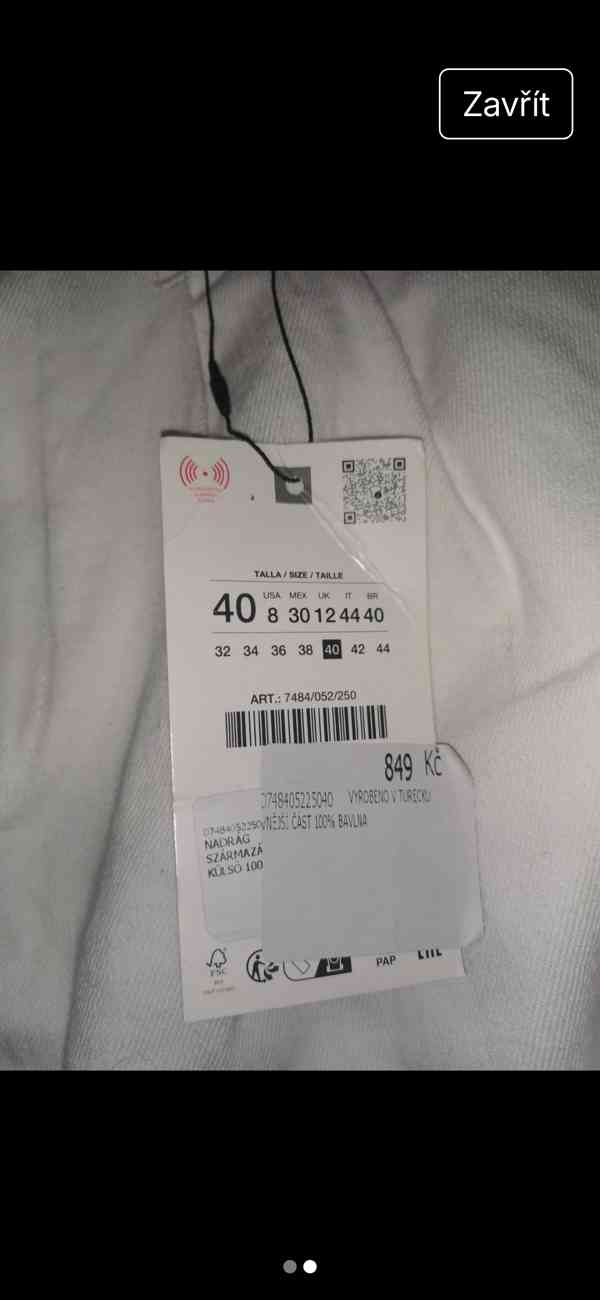 Zavřít
TALLA / SIZE / TAILLE
USA MEX UK IT BR
40 8 30 12 44 40
32 34 36 38 40 42 44
ART.: 7484/052/250
849 Kč
0748405225040 VYROBENO V TURECKU
VNĚJŠÍ ČÁST 100% BAVLNA
NADRÁG
SZÁRMAZÁ
KÜLSŐ 100
FSC
PAP